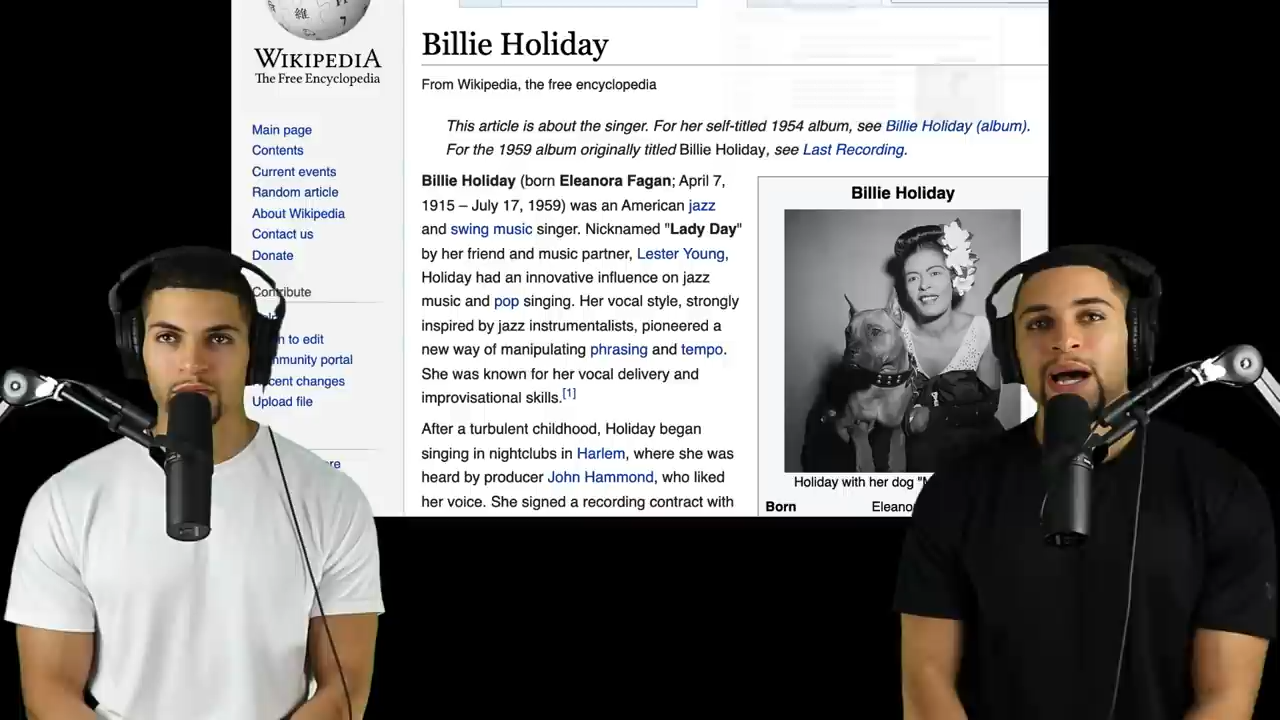 維
7
WIKIPEDIA
The Free Encyclopedia
Main page
Contents
Current events
Random article
About Wikipedia
Contact us
Donate
Contribute
to edit
community portal
changes
Upload file
Billie Holiday
From Wikipedia, the free encyclopedia
This article is about the singer. For her self-titled 1954 album, see Billie Holiday (album).
For the 1959 album originally titled Billie Holiday, see Last Recording.
Billie Holiday (born Eleanora Fagan; April 7,
1915 – July 17, 1959) was an American jazz
and swing music singer. Nicknamed "Lady Day"
by her friend and music partner, Lester Young,
Holiday had an innovative influence on jazz
music and pop singing. Her vocal style, strongly
inspired by jazz instrumentalists, pioneered a
new way of manipulating phrasing and tempo.
She was known for her vocal delivery and
improvisational skills.[1]
After a turbulent childhood, Holiday began
singing in nightclubs in Harlem, where she was
heard by producer John Hammond, who liked
her voice. She signed a recording contract with
Billie Holiday
Holiday with her dog
Born